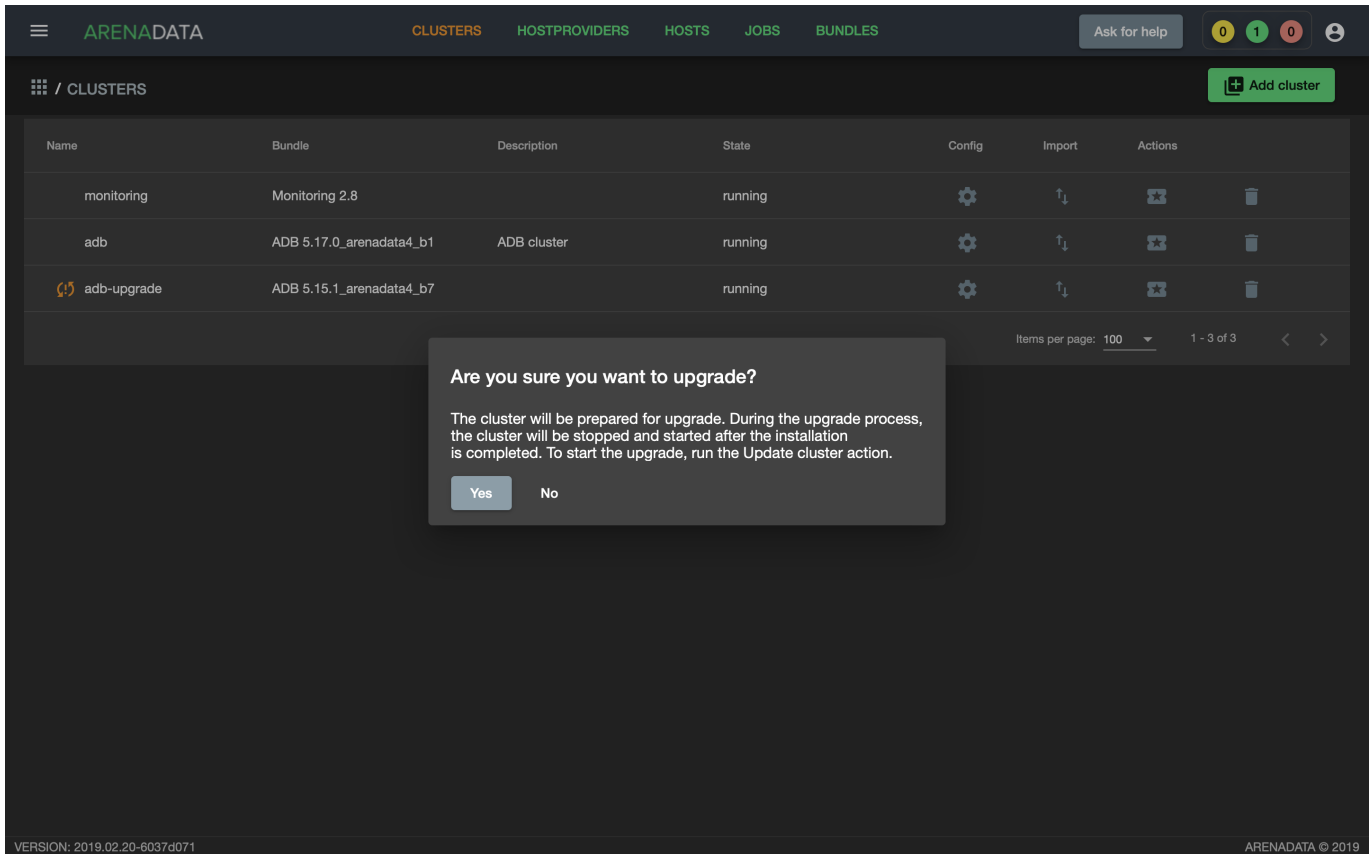 ARENADATA CLUSTERS HOSTPROVIDERS HOSTS JOBS BUNDLES Ask for help 0 1 0
/ CLUSTERS Add cluster
Name Bundle Description State Config Import Actions
monitoring Monitoring 2.8 running
adb ADB 5.17.0_arenadata4_b1 ADB cluster running
adb-upgrade ADB 5.15.1_arenadata4_b7 running
Items per page: 100 1 - 3 of 3
Are you sure you want to upgrade?
The cluster will be prepared for upgrade. During the upgrade process,
the cluster will be stopped and started after the installation
is completed. To start the upgrade, run the Update cluster action.
Yes No
VERSION: 2019.02.20-6037d071 ARENADATA © 2019